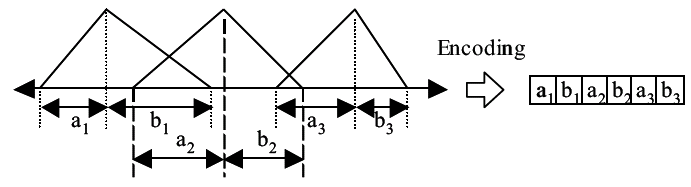 Encoding
a₁ b₁ a₃ b₃
a₂ b₂
a₁ b₁ a₂ b₂ a₃ b₃